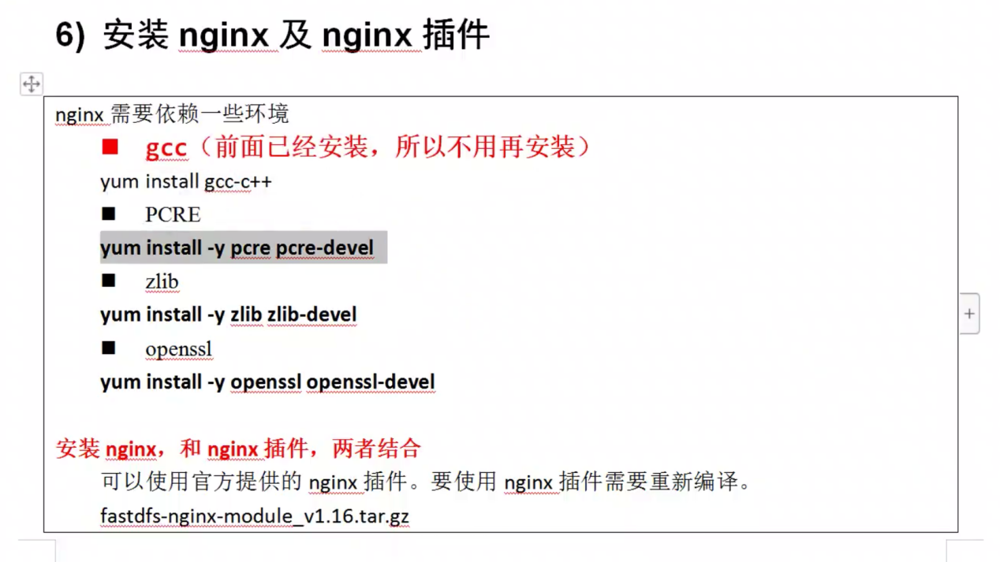 6) 安装 nginx 及 nginx 插件
nginx 需要依赖一些环境
■ gcc（前面已经安装，所以不用再安装）
yum install gcc-c++
■ PCRE
yum install -y pcre pcre-devel
■ zlib
yum install -y zlib zlib-devel
■ openssl
yum install -y openssl openssl-devel
安装 nginx，和 nginx 插件，两者结合
可以使用官方提供的 nginx 插件。要使用 nginx 插件需要重新编译。
fastdfs-nginx-module_v1.16.tar.gz